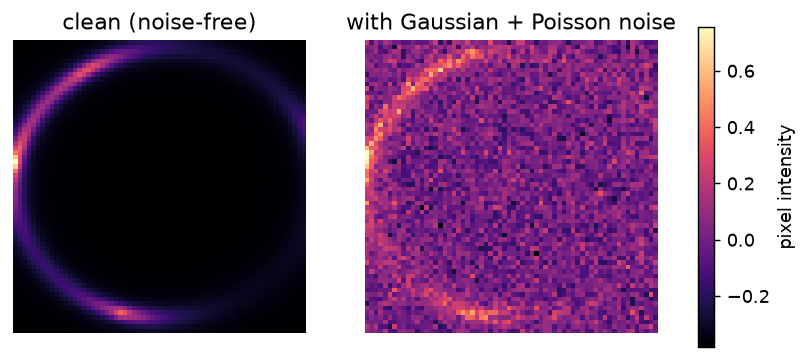 clean (noise-free)
with Gaussian + Poisson noise
0.6
0.4
0.2
0.0
−0.2
pixel intensity